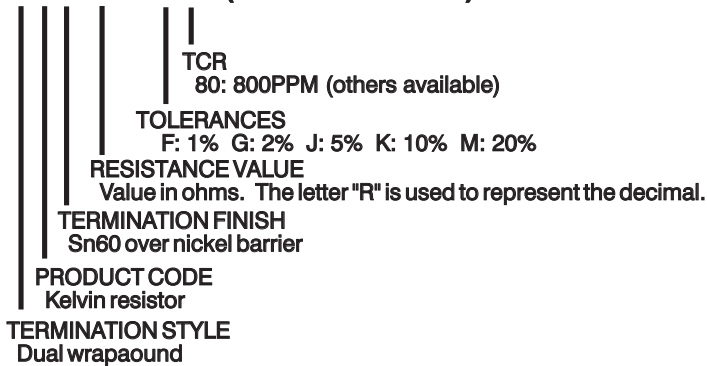 TCR
80: 800PPM (others available)
TOLERANCES
F: 1% G: 2% J: 5% K: 10% M: 20%
RESISTANCE VALUE
Value in ohms. The letter "R" is used to represent the decimal.
TERMINATION FINISH
Sn60 over nickel barrier
PRODUCT CODE
Kelvin resistor
TERMINATION STYLE
Dual wrapaound